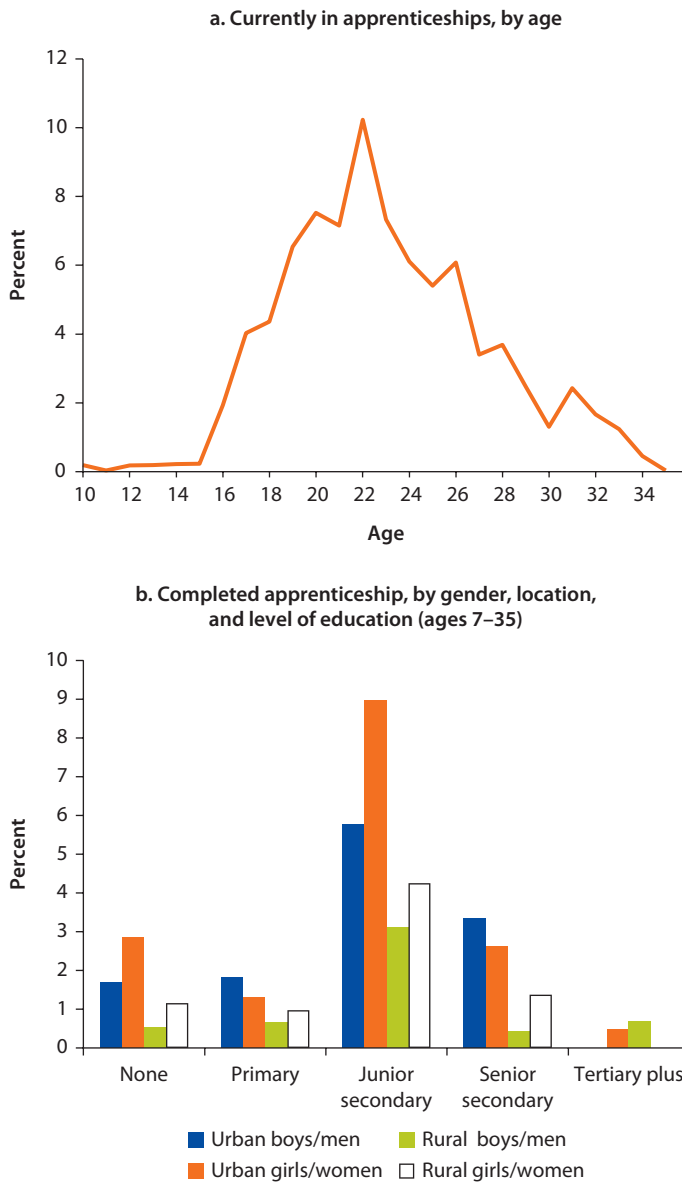 a. Currently in apprenticeships, by age
12
10
8
6
4
2
0
Percent
10 12 14 16 18 20 22 24 26 28 30 32 34
Age
b. Completed apprenticeship, by gender, location,
and level of education (ages 7–35)
10
9
8
7
6
5
4
3
2
1
0
Percent
None Primary Junior secondary Senior secondary Tertiary plus
Urban boys/men Rural boys/men
Urban girls/women Rural girls/women